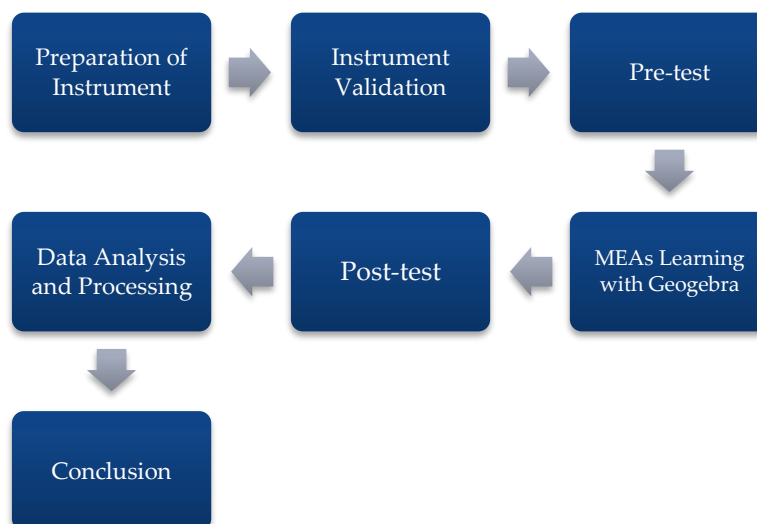 Preparation of
Instrument
Instrument
Validation
Pre-test
MEAs Learning
with Geogebra
Post-test
Data Analysis
and Processing
Conclusion